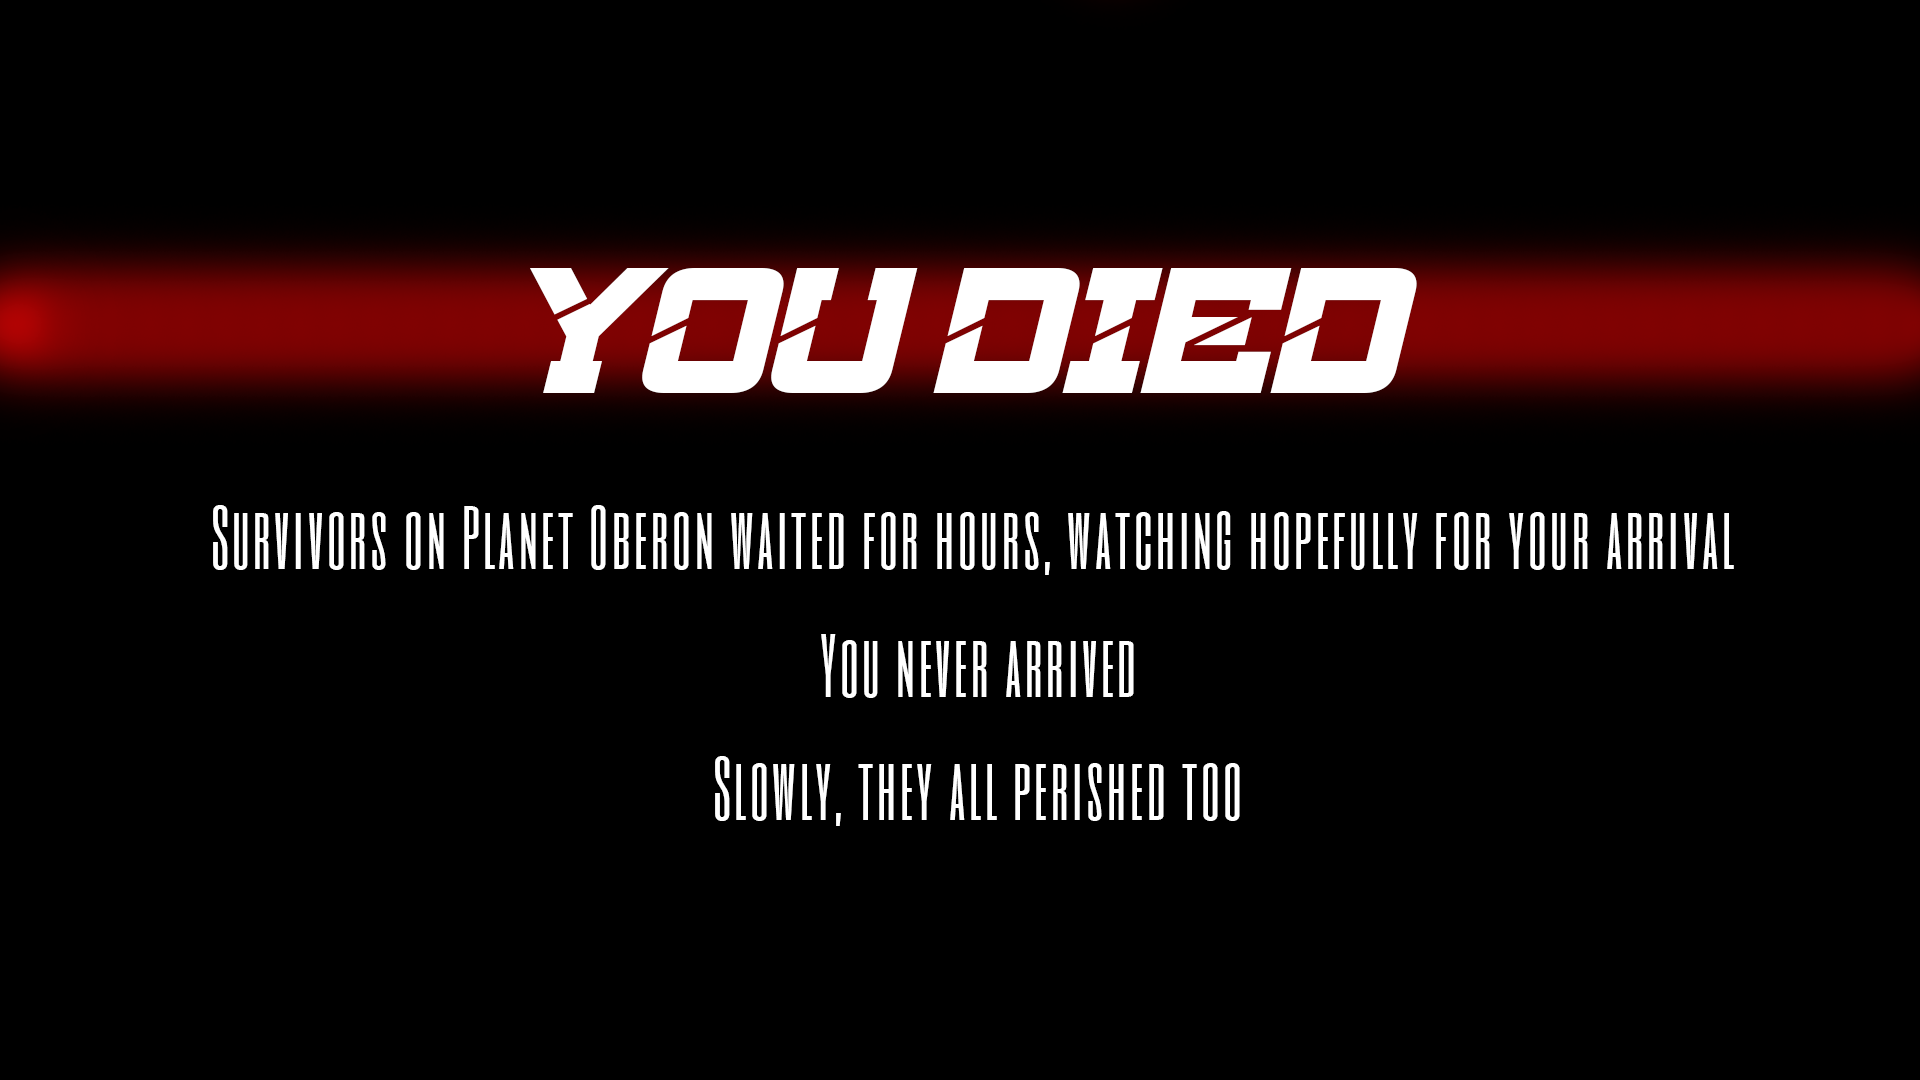 YOU DIED
Survivors on Planet Oberon waited for hours, watching hopefully for your arrival
You never arrived
Slowly, they all perished too